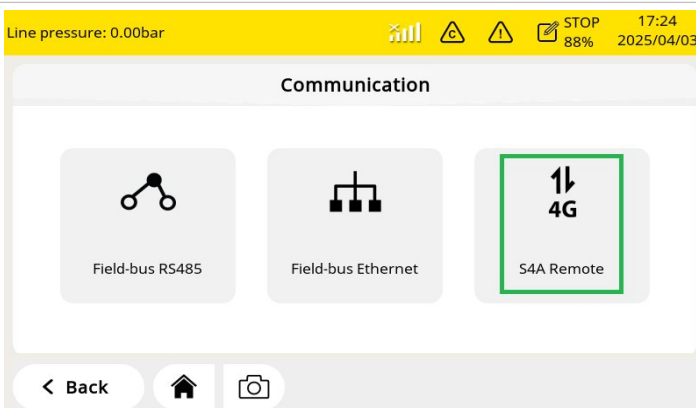 Line pressure: 0.00bar
C
!
STOP
88%
17:24
2025/04/03
Communication
4G
Field-bus RS485
Field-bus Ethernet
S4A Remote
< Back